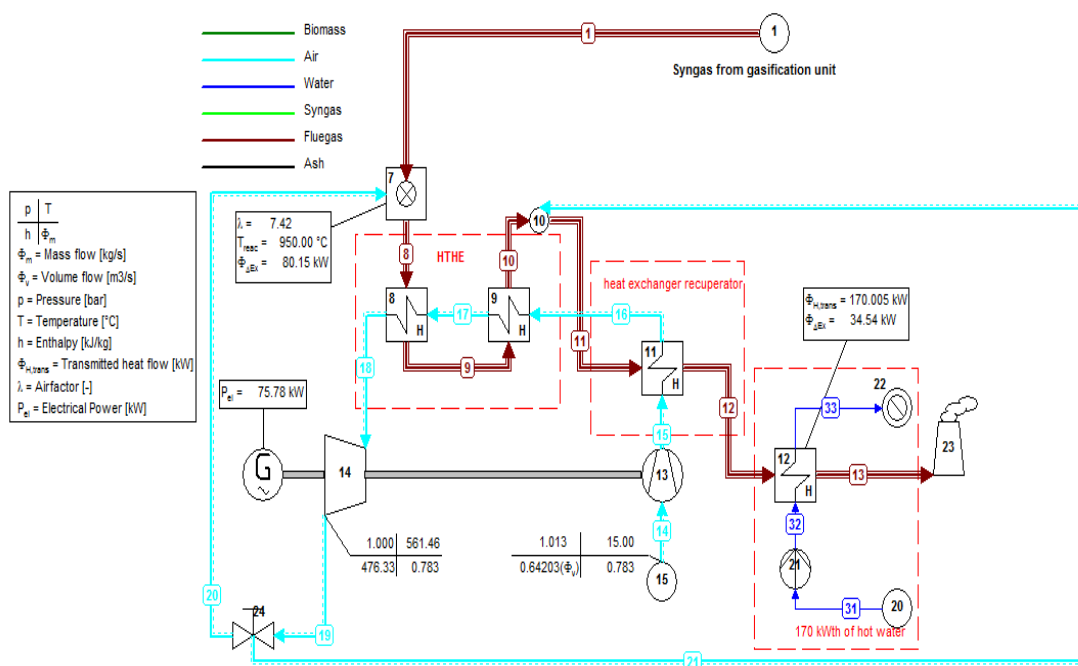 Biomass
Air
Water
Syngas
Fluegas
Ash
1
1
Syngas from gasification unit
p T
h Φm
Φm = Mass flow [kg/s]
Φv = Volume flow [m3/s]
p = Pressure [bar]
T = Temperature [°C]
h = Enthalpy [kJ/kg]
ΦH,trans = Transmitted heat flow [kW]
λ = Airfactor [-]
Pel = Electrical Power [kW]
7
λ = 7.42
Treac = 950.00 °C
ΦΔEx = 80.15 kW
8
HTHE
10
10
8
H
17
9
H
9
18
16
11
heat exchanger recuperator
11
H
12
15
ΦH,trans = 170.005 kW
ΦΔEx = 34.54 kW
22
33
23
12
H
13
32
21
31
20
170 kWth of hot water
Pel = 75.78 kW
G
~
14
13
14
1.000 561.46
476.33 0.783
1.013 15.00
0.64203(Φv) 0.783
15
20
24
19
21